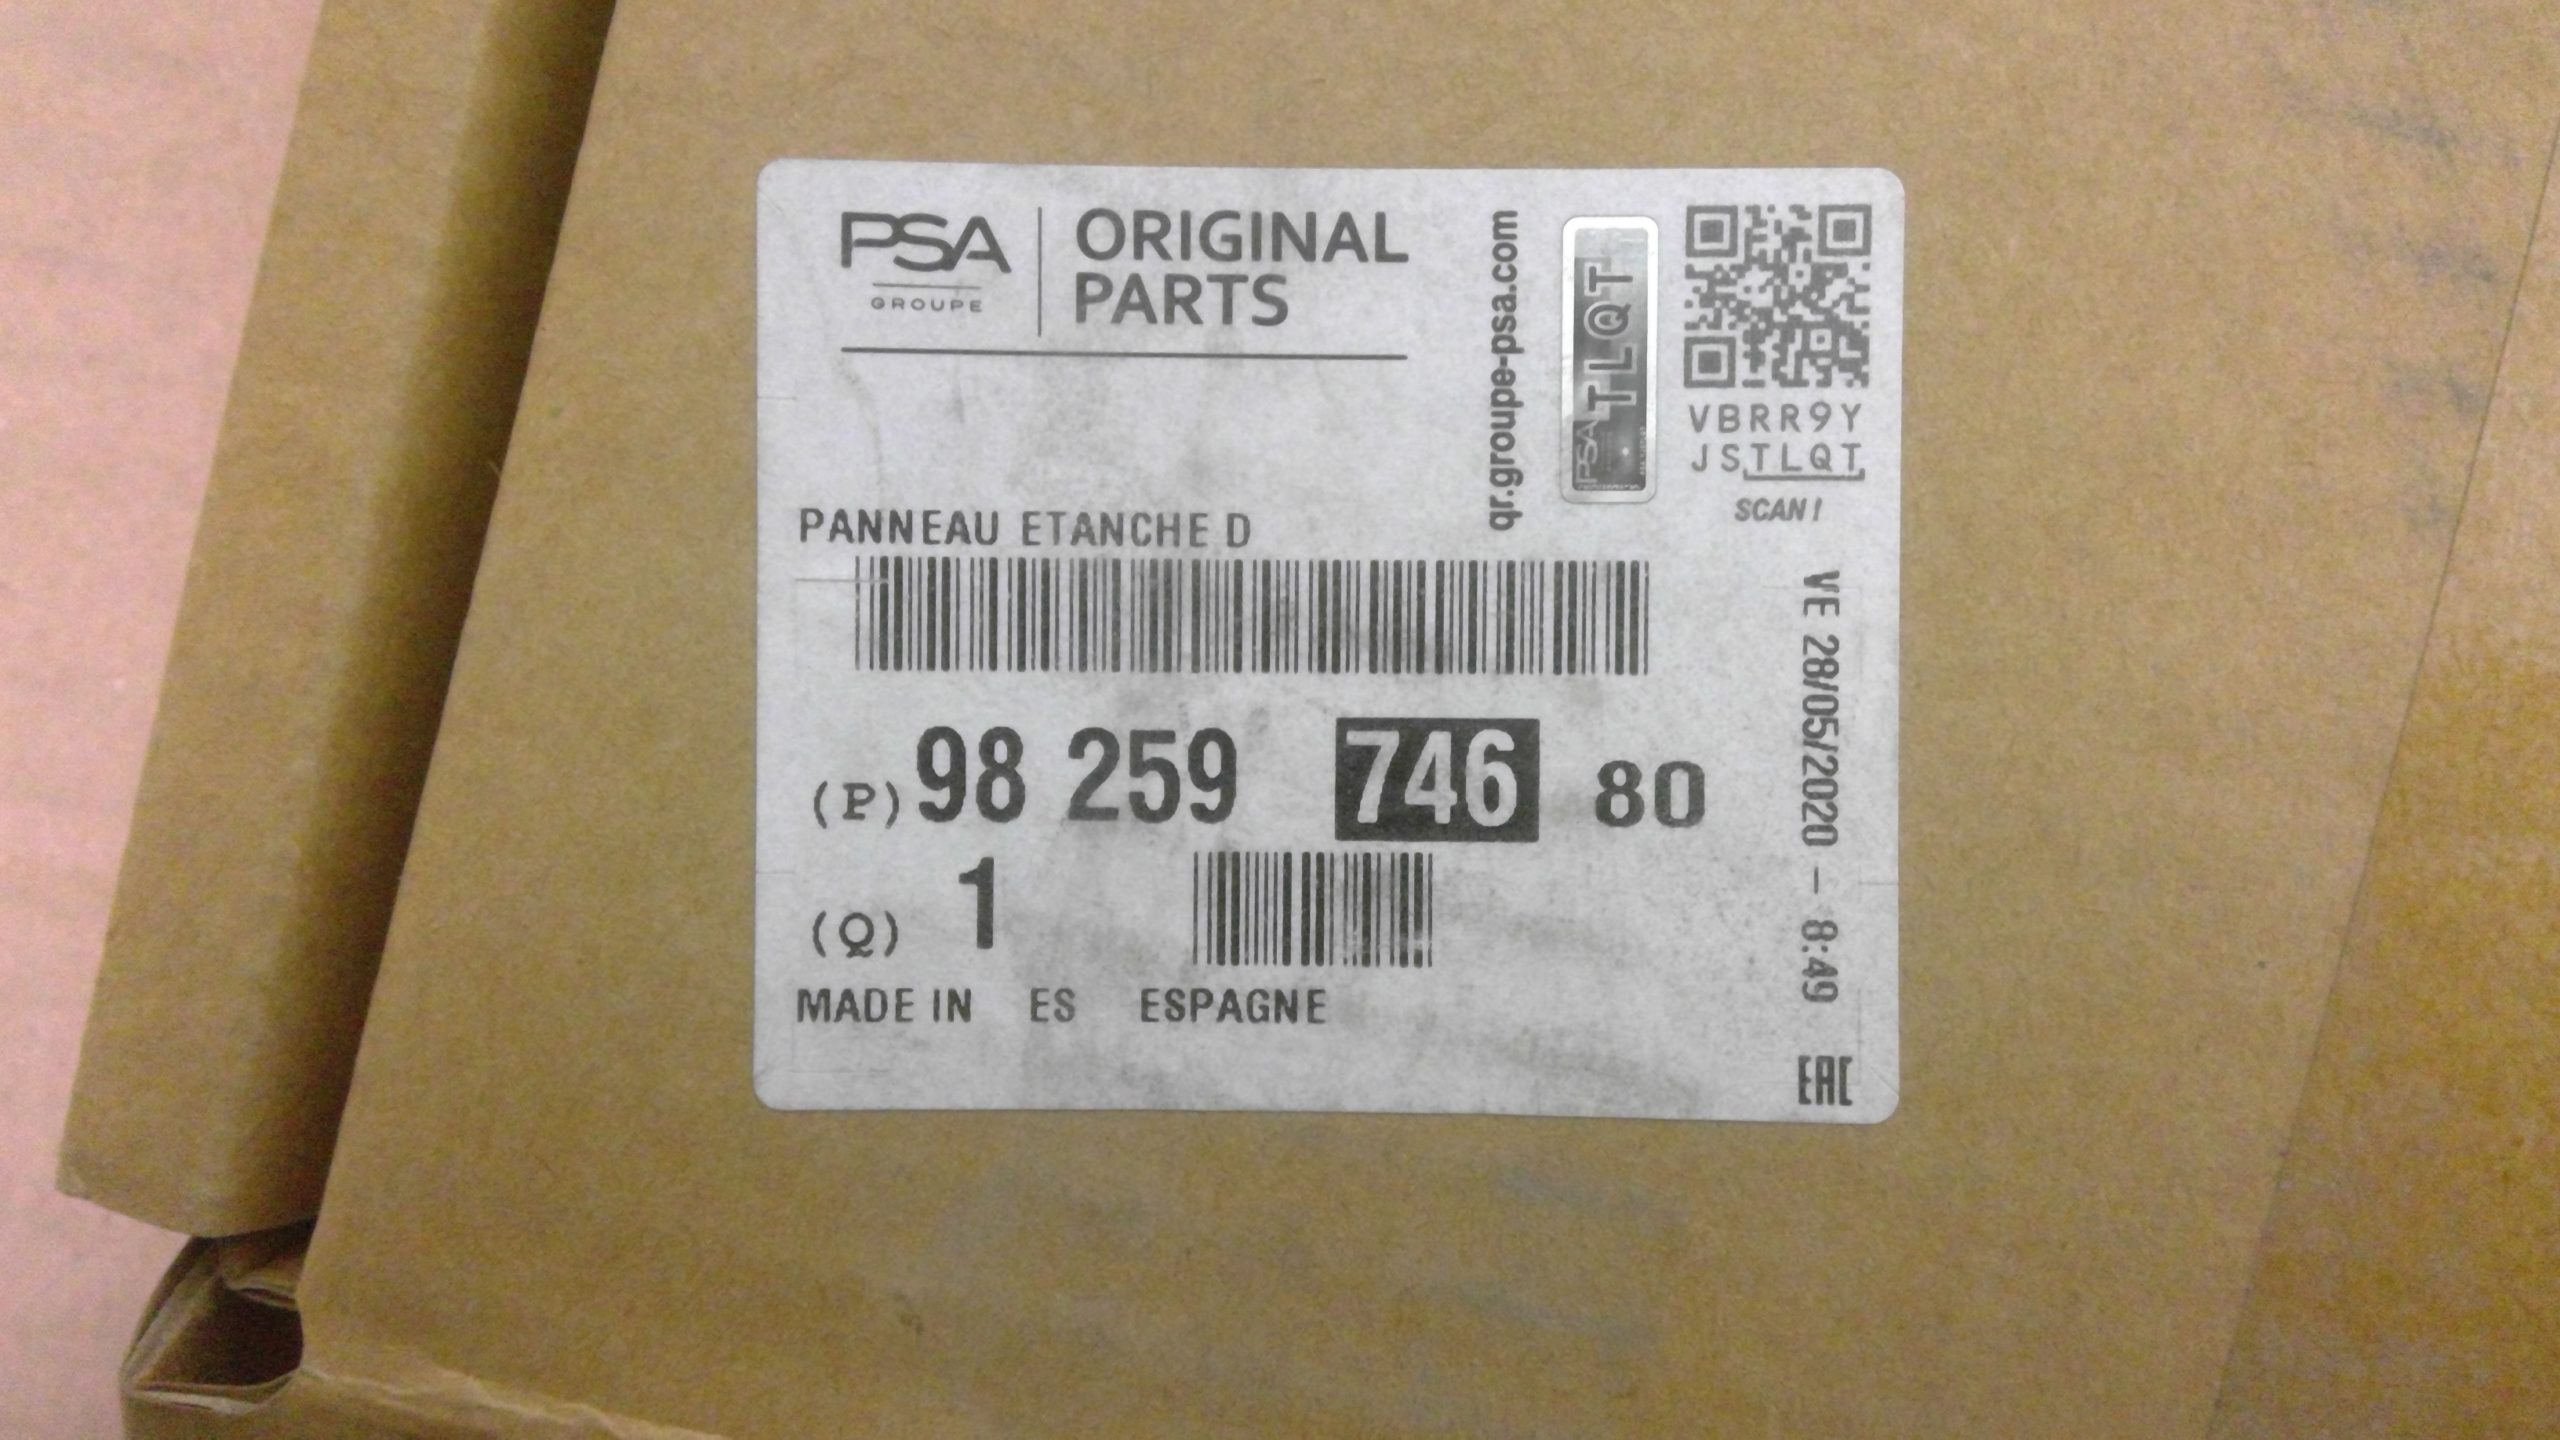 PSA
GROUPE
ORIGINAL
PARTS
qr.groupe-psa.com
PSA TLQT
VBRR9Y
JSTLQT
SCAN!
PANNEAU ETANCHE D
(P) 98 259 746 80
(Q) 1
MADE IN ES ESPAGNE
VE 28/05/2020 - 8:49
EAC